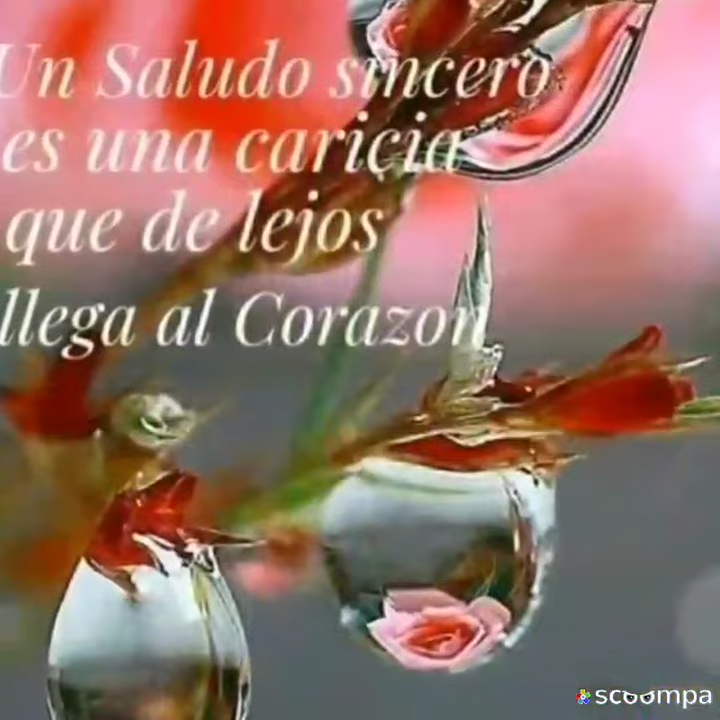 Un Saludo sincero
es una caricia
que de lejos
llega al Corazon
scoompa